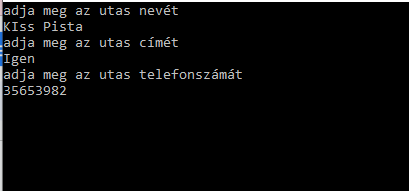 adja meg az utas nevét
KIss Pista
adja meg az utas címét
Igen
adja meg az utas telefonszámát
35653982